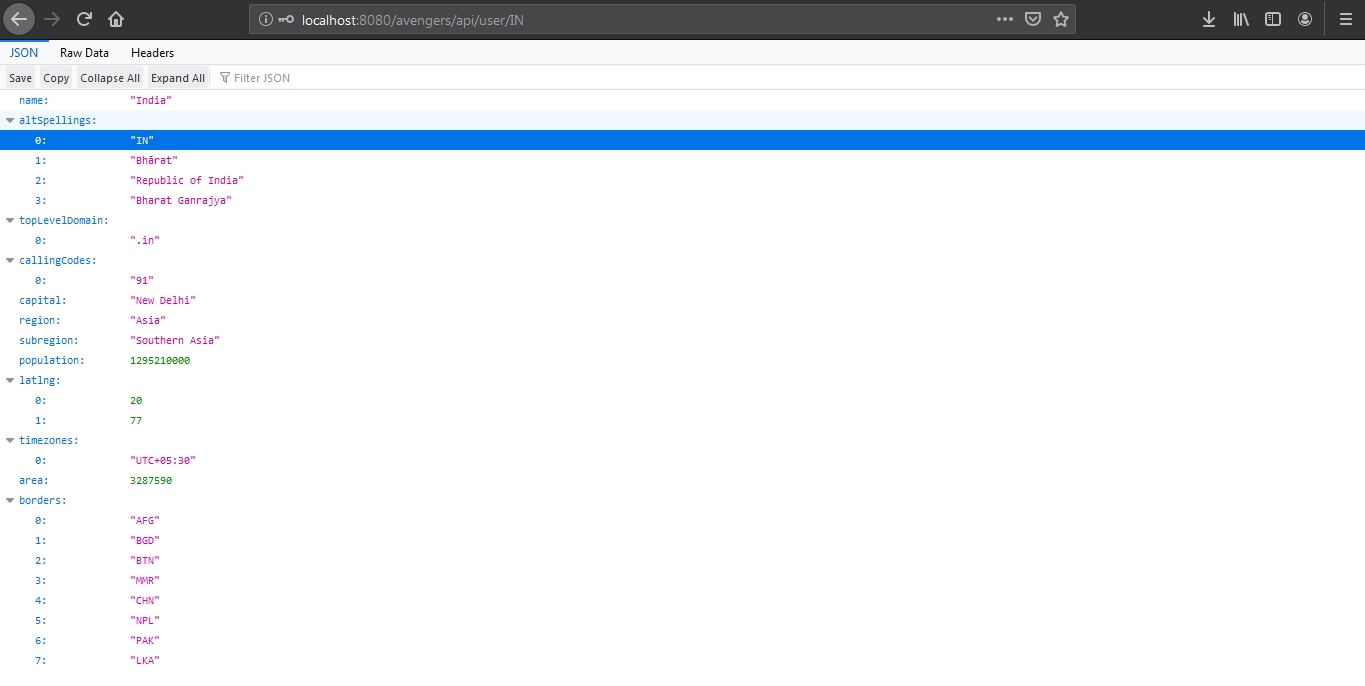 localhost:8080/avengers/api/user/IN
JSON Raw Data Headers
Save Copy Collapse All Expand All Filter JSON
name: "India"
altSpellings:
0: "IN"
1: "Bhārat"
2: "Republic of India"
3: "Bharat Ganrajya"
topLevelDomain:
0: ".in"
callingCodes:
0: "91"
capital: "New Delhi"
region: "Asia"
subregion: "Southern Asia"
population: 1295210000
latlng:
0: 20
1: 77
timezones:
0: "UTC+05:30"
area: 3287590
borders:
0: "AFG"
1: "BGD"
2: "BTN"
3: "MMR"
4: "CHN"
5: "NPL"
6: "PAK"
7: "LKA"